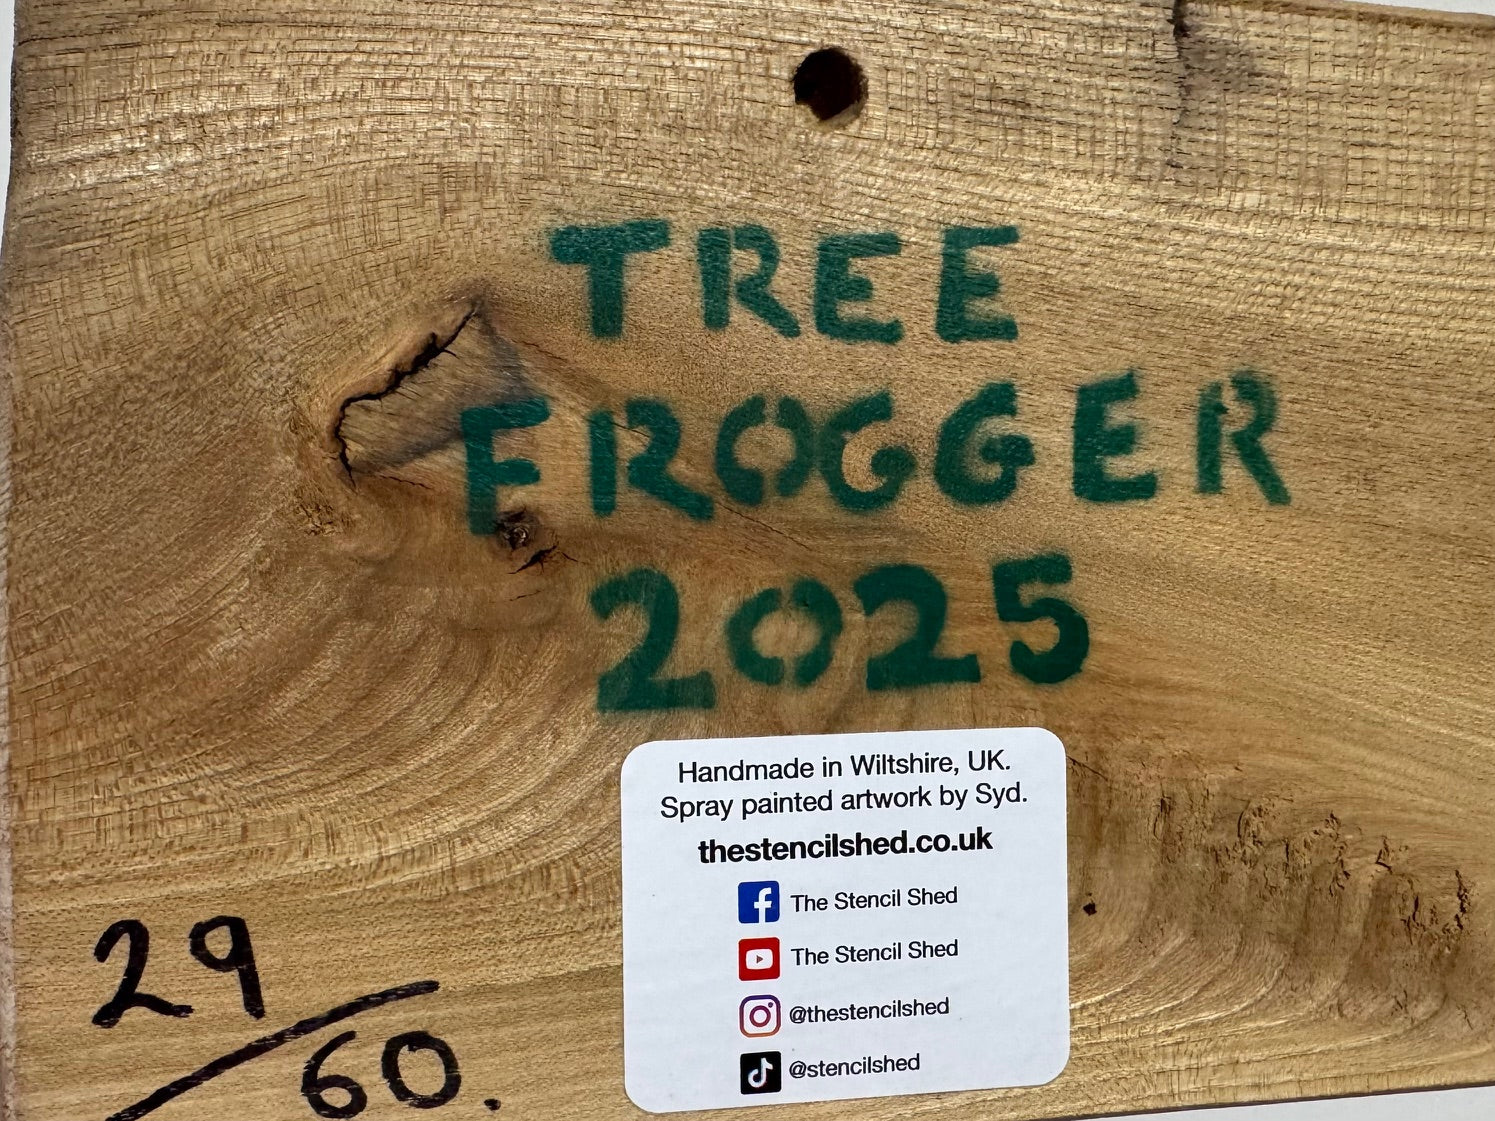 TREE
FROGGER
2025
Handmade in Wiltshire, UK.
Spray painted artwork by Syd.
thestencilshed.co.uk
The Stencil Shed
The Stencil Shed
@thestencilshed
@stencilshed
29/60.